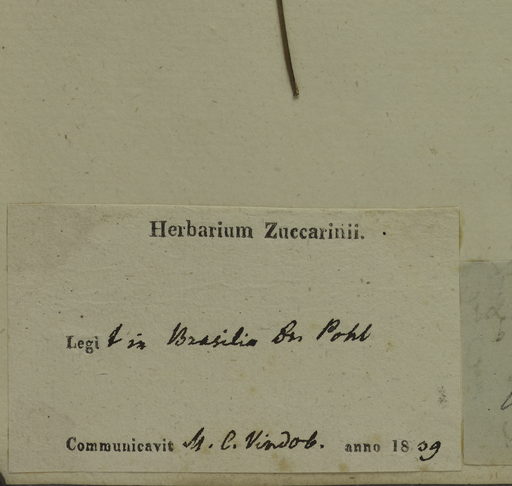 Herbarium Zuccarinii.
Legit in Brasilia Dr Pohl
Communicavit M. C. Vindob. anno 1839